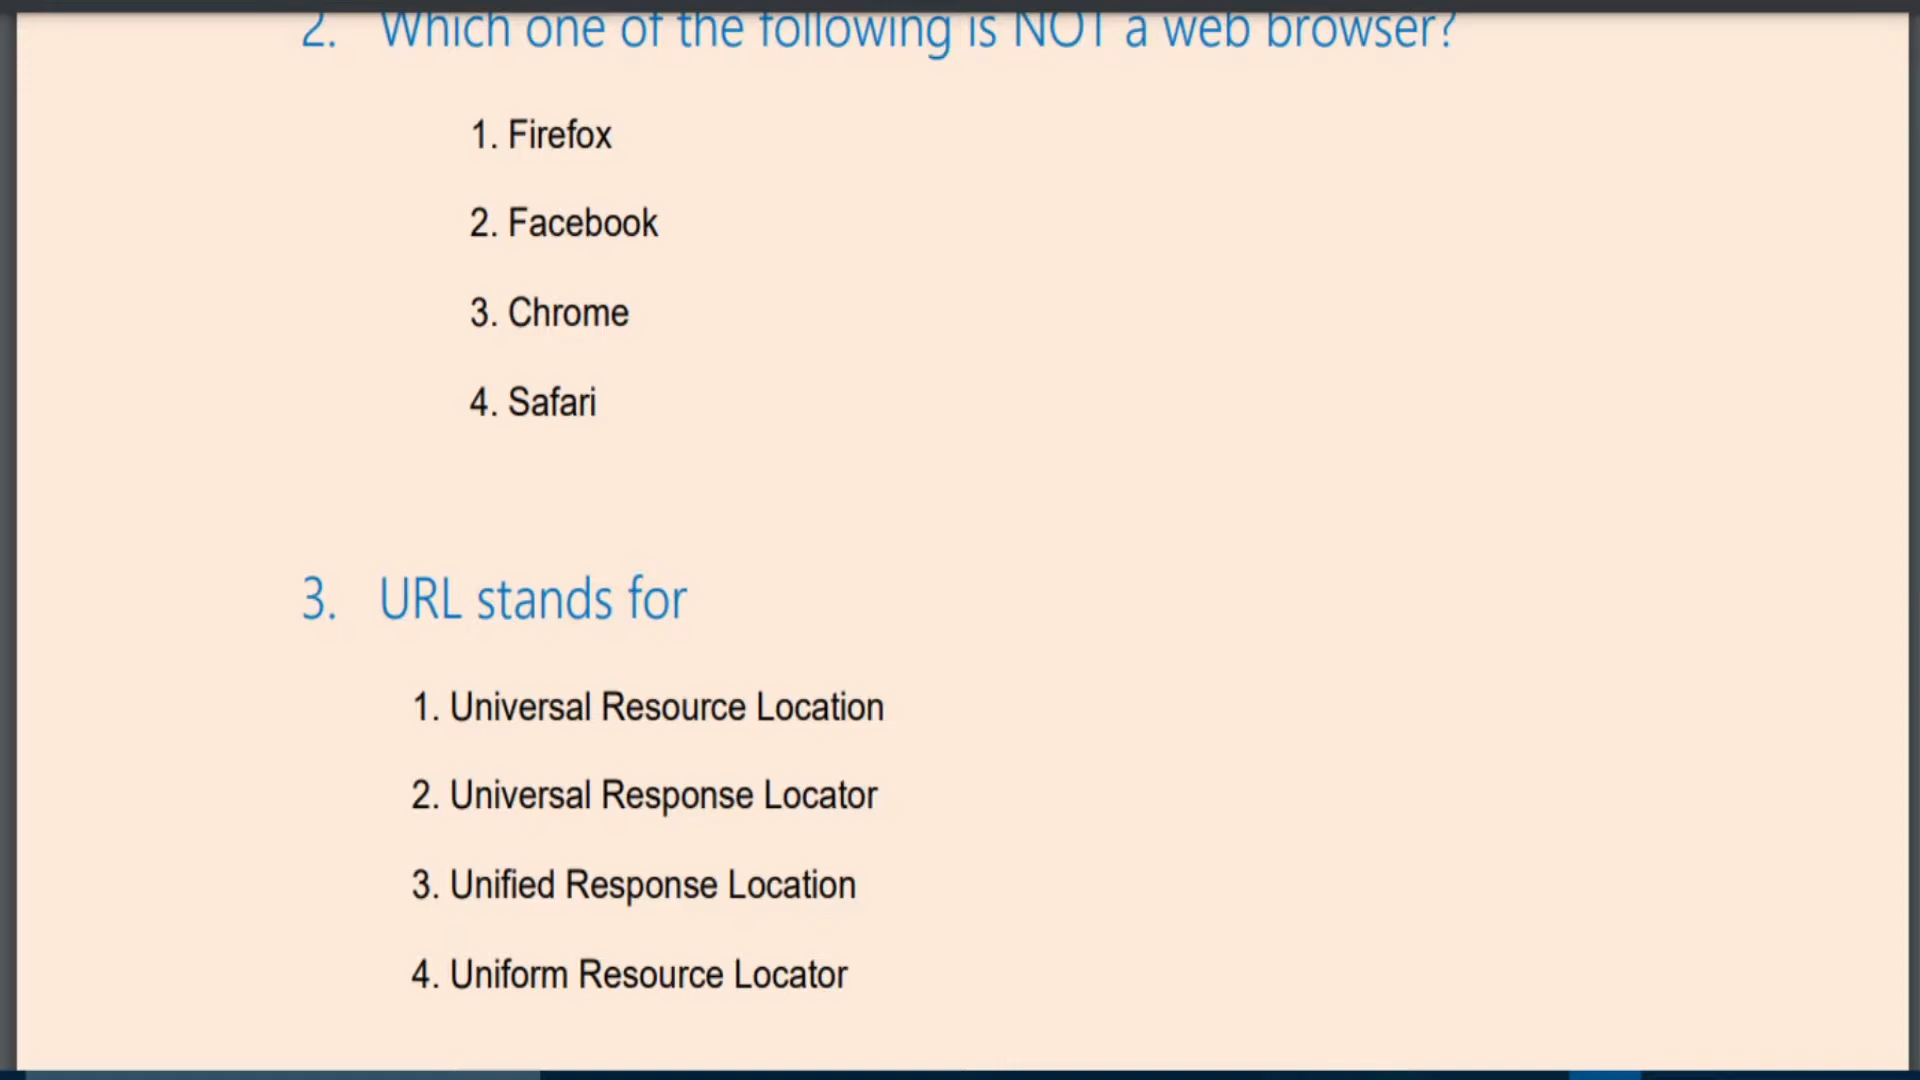 2. Which one of the following is NOT a web browser?
1. Firefox
2. Facebook
3. Chrome
4. Safari
3. URL stands for
1. Universal Resource Location
2. Universal Response Locator
3. Unified Response Location
4. Uniform Resource Locator